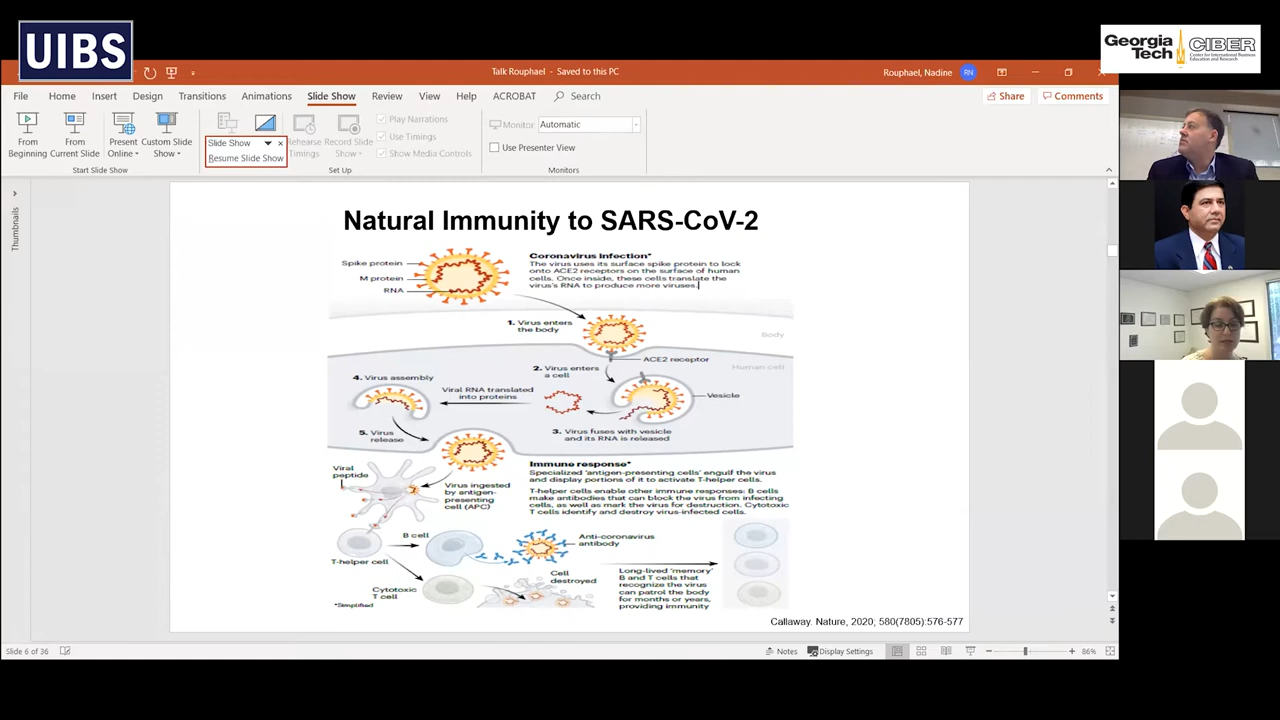 UIBS
Georgia Tech
CIBER
Center for International Business
Education and Research
Talk Rouphael - Saved to this PC
Rouphael, Nadine
RN
File
Home
Insert
Design
Transitions
Animations
Slide Show
Review
View
Help
ACROBAT
Search
Share
Comments
From Beginning
From Current Slide
Present Online
Custom Slide Show
Slide Show
Resume Slide Show
Rehearse Timings
Record Slide Show
Play Narrations
Use Timings
Show Media Controls
Monitor
Automatic
Use Presenter View
Start Slide Show
Set Up
Monitors
Thumbnails
Natural Immunity to SARS-CoV-2
Spike protein
M protein
RNA
Coronavirus infection*
The virus uses its surface spike protein to lock
onto ACE2 receptors on the surface of human
cells. Once inside, these cells translate the
virus's RNA to produce more viruses.
1. Virus enters
the body
Body
ACE2 receptor
Human cell
2. Virus enters
a cell
4. Virus assembly
Viral RNA translated
into proteins
Vesicle
3. Virus fuses with vesicle
and its RNA is released
5. Virus
release
Viral
peptide
Virus ingested
by antigen-
presenting
cell (APC)
Immune response*
Specialized 'antigen-presenting cells' engulf the virus
and display portions of it to activate T-helper cells.
T-helper cells enable other immune responses: B cells
make antibodies that can block the virus from infecting
cells, as well as mark the virus for destruction. Cytotoxic
T cells identify and destroy virus-infected cells.
B cell
Anti-coronavirus
antibody
T-helper cell
Cytotoxic
T cell
Cell
destroyed
Long-lived 'memory'
B and T cells that
recognize the virus
can patrol the body
for months or years,
providing immunity
*Simplified
Callaway. Nature, 2020; 580(7805):576-577
Slide 6 of 36
Notes
Display Settings
86%